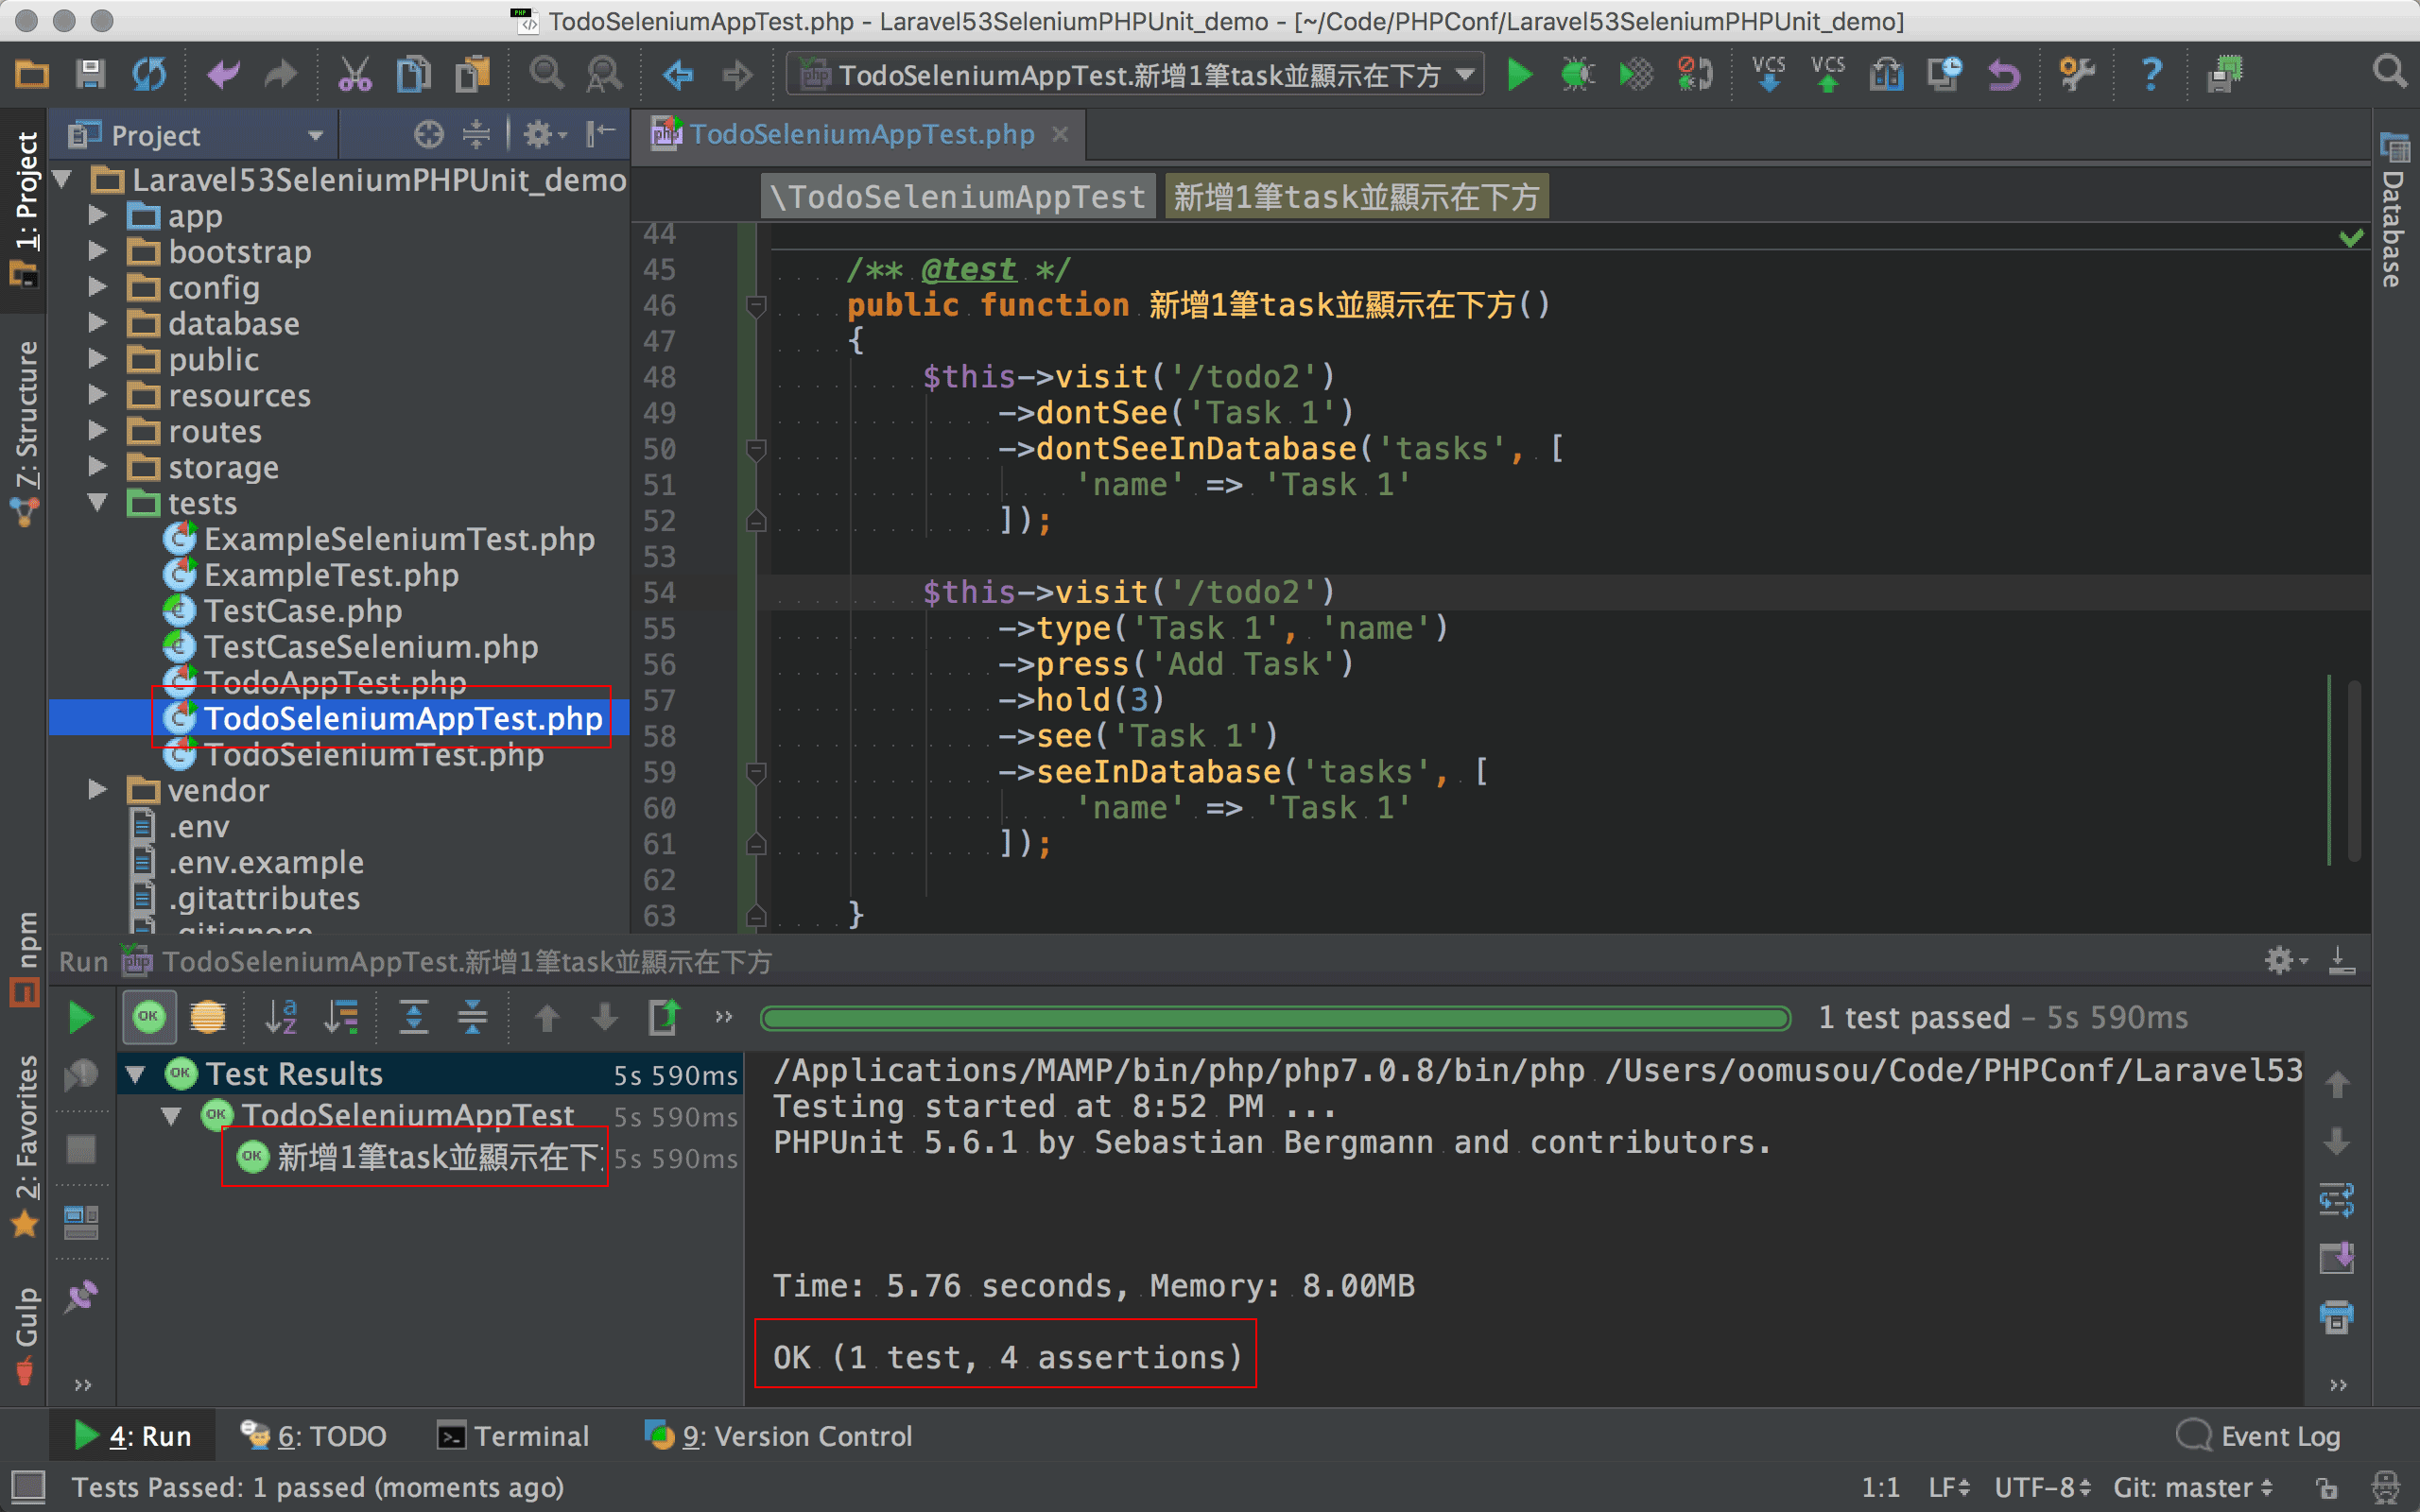 TodoSeleniumAppTest.php - Laravel53SeleniumPHPUnit_demo - [~/Code/PHPConf/Laravel53SeleniumPHPUnit_demo]
TodoSeleniumAppTest.新增1筆task並顯示在下方
VCS
VCS
Project
TodoSeleniumAppTest.php
\TodoSeleniumAppTest
新增1筆task並顯示在下方
1: Project
7: Structure
npm
2: Favorites
Gulp
Database
Laravel53SeleniumPHPUnit_demo
app
bootstrap
config
database
public
resources
routes
storage
tests
ExampleSeleniumTest.php
ExampleTest.php
TestCase.php
TestCaseSelenium.php
TodoAppTest.php
TodoSeleniumAppTest.php
TodoSeleniumTest.php
vendor
.env
.env.example
.gitattributes
.gitignore
44
45 /** @test */
46 public function 新增1筆task並顯示在下方()
47 {
48 $this->visit('/todo2')
49 ->dontSee('Task 1')
50 ->dontSeeInDatabase('tasks', [
51 'name' => 'Task 1'
52 ]);
53
54 $this->visit('/todo2')
55 ->type('Task 1', 'name')
56 ->press('Add Task')
57 ->hold(3)
58 ->see('Task 1')
59 ->seeInDatabase('tasks', [
60 'name' => 'Task 1'
61 ]);
62
63 }
Run TodoSeleniumAppTest.新增1筆task並顯示在下方
1 test passed – 5s 590ms
OK Test Results 5s 590ms
OK TodoSeleniumAppTest 5s 590ms
OK 新增1筆task並顯示在下 5s 590ms
/Applications/MAMP/bin/php/php7.0.8/bin/php /Users/oomusou/Code/PHPConf/Laravel53
Testing started at 8:52 PM ...
PHPUnit 5.6.1 by Sebastian Bergmann and contributors.
Time: 5.76 seconds, Memory: 8.00MB
OK (1 test, 4 assertions)
4: Run
6: TODO
Terminal
9: Version Control
Event Log
Tests Passed: 1 passed (moments ago)
1:1
LF
UTF-8
Git: master